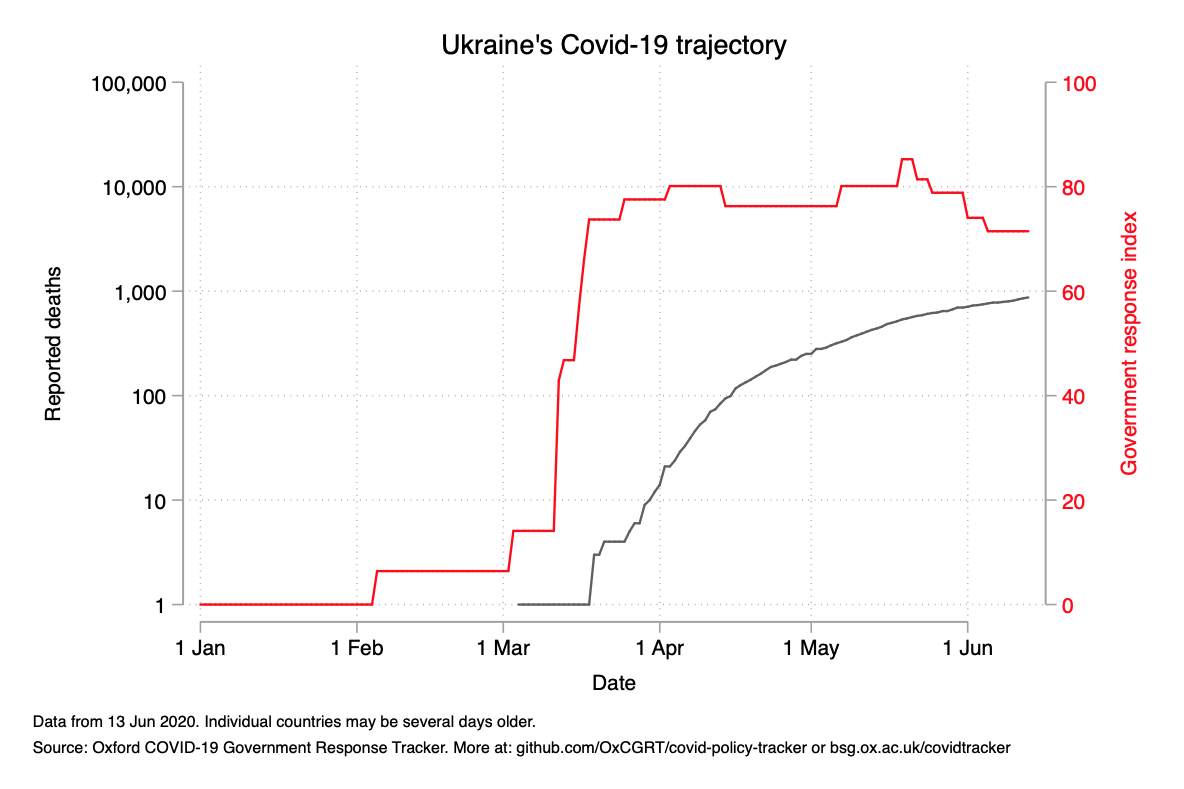 Ukraine's Covid-19 trajectory
100,000
10,000
1,000
100
10
1
Reported deaths
100
80
60
40
20
0
Government response index
1 Jan 1 Feb 1 Mar 1 Apr 1 May 1 Jun
Date
Data from 13 Jun 2020. Individual countries may be several days older.
Source: Oxford COVID-19 Government Response Tracker. More at: github.com/OxCGRT/covid-policy-tracker or bsg.ox.ac.uk/covidtracker